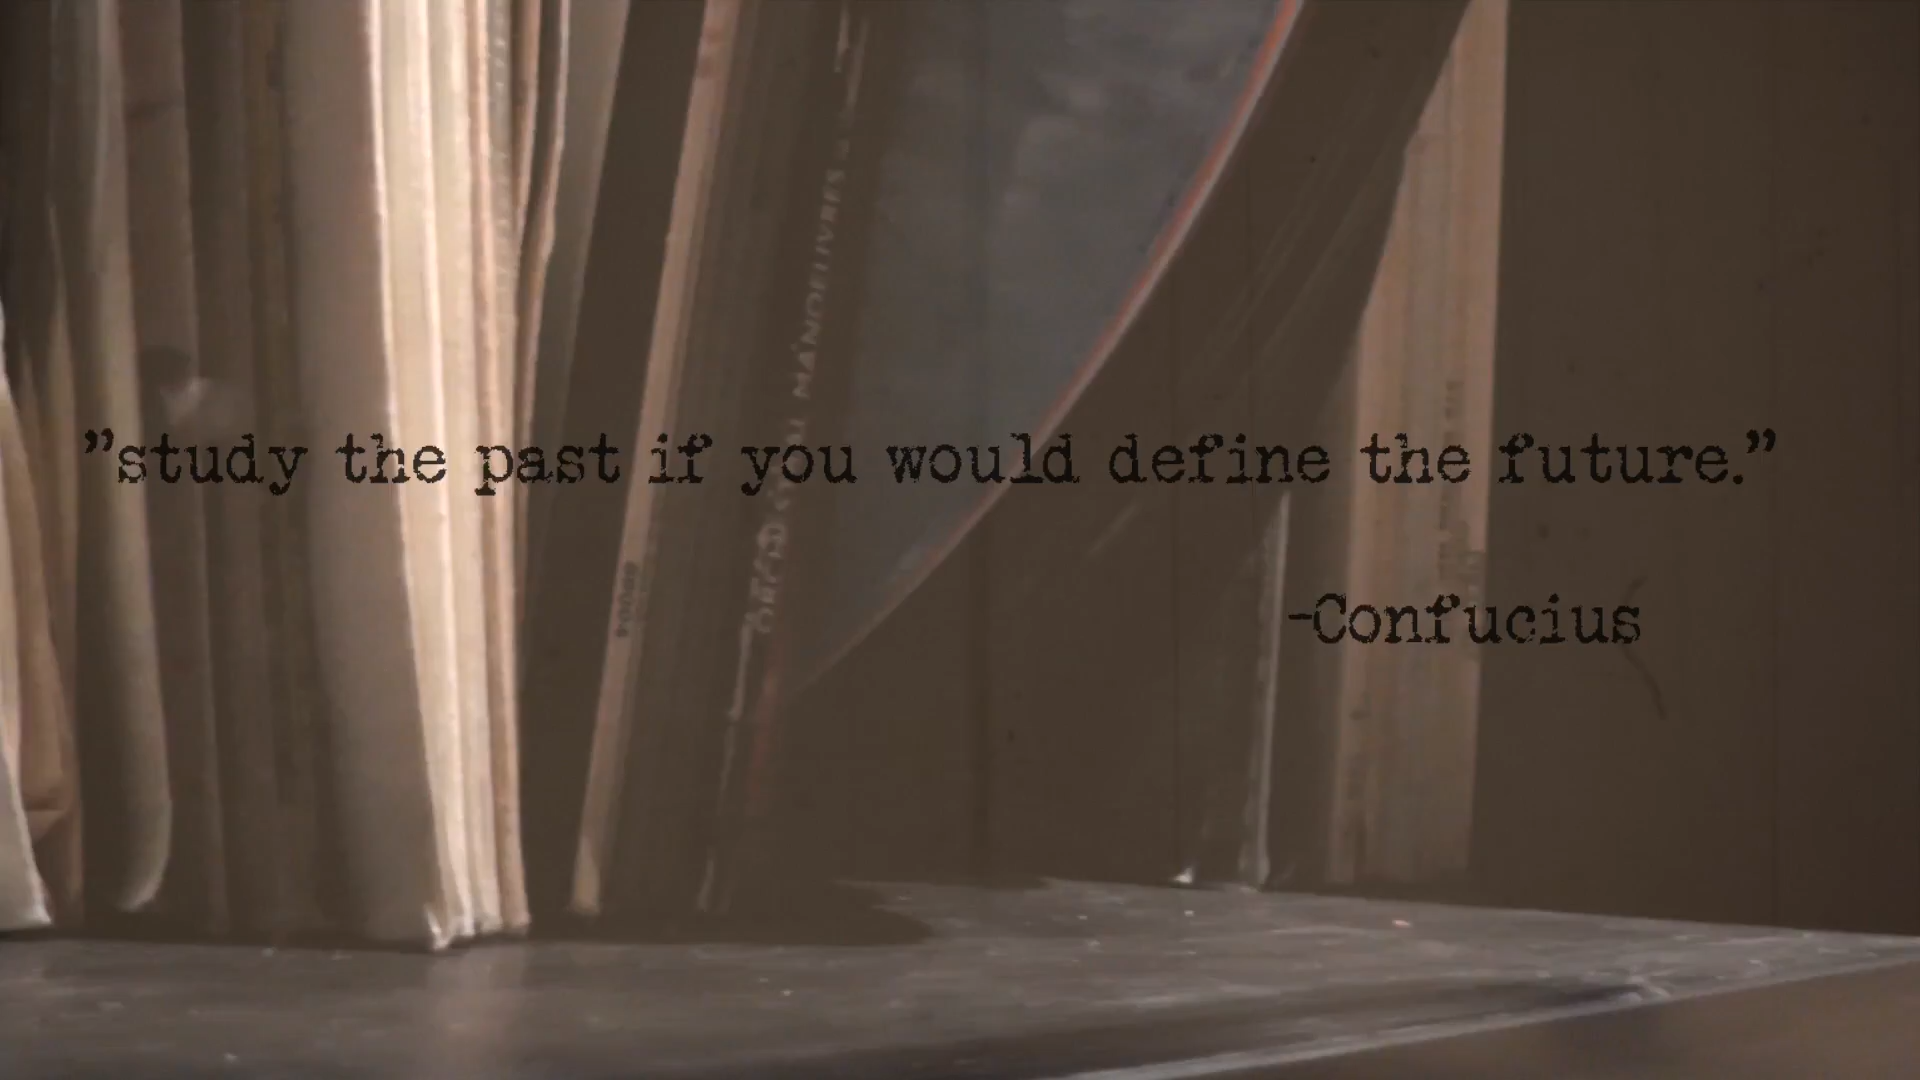 ”study the past if you would define the future.”
-Confucius